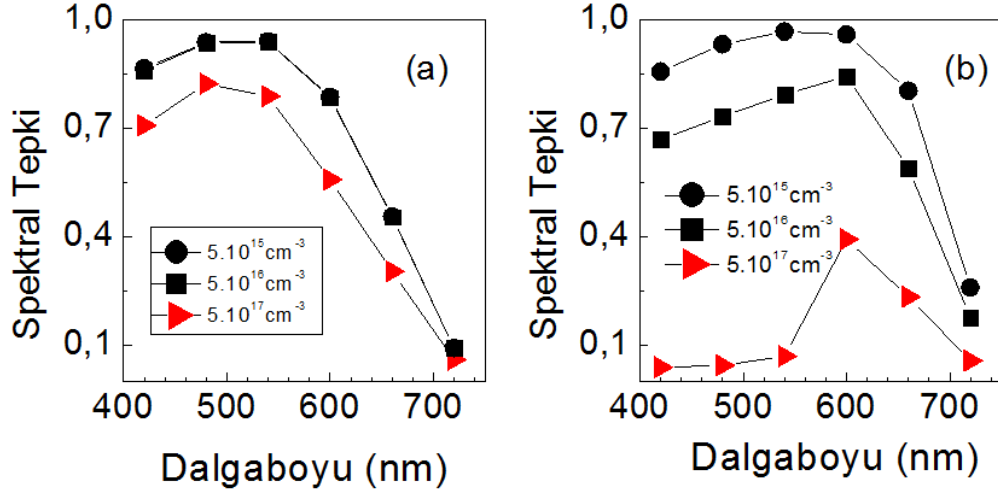 (a)
Spektral Tepki
1,0
0,7
0,4
0,1
5.10¹⁵cm⁻³
5.10¹⁶cm⁻³
5.10¹⁷cm⁻³
400 500 600 700
Dalgaboyu (nm)
(b)
Spektral Tepki
1,0
0,7
0,4
0,1
5.10¹⁵cm⁻³
5.10¹⁶cm⁻³
5.10¹⁷cm⁻³
400 500 600 700
Dalgaboyu (nm)